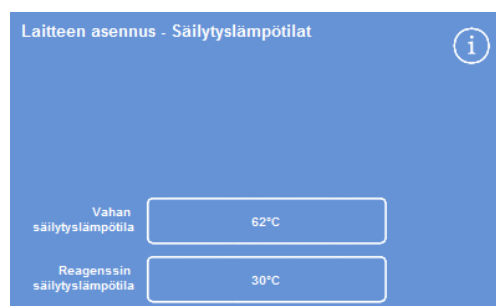 Laitteen asennus - Säilytyslämpötilat
i
Vahan
säilytyslämpötila
62°C
Reagenssin
säilytyslämpötila
30°C